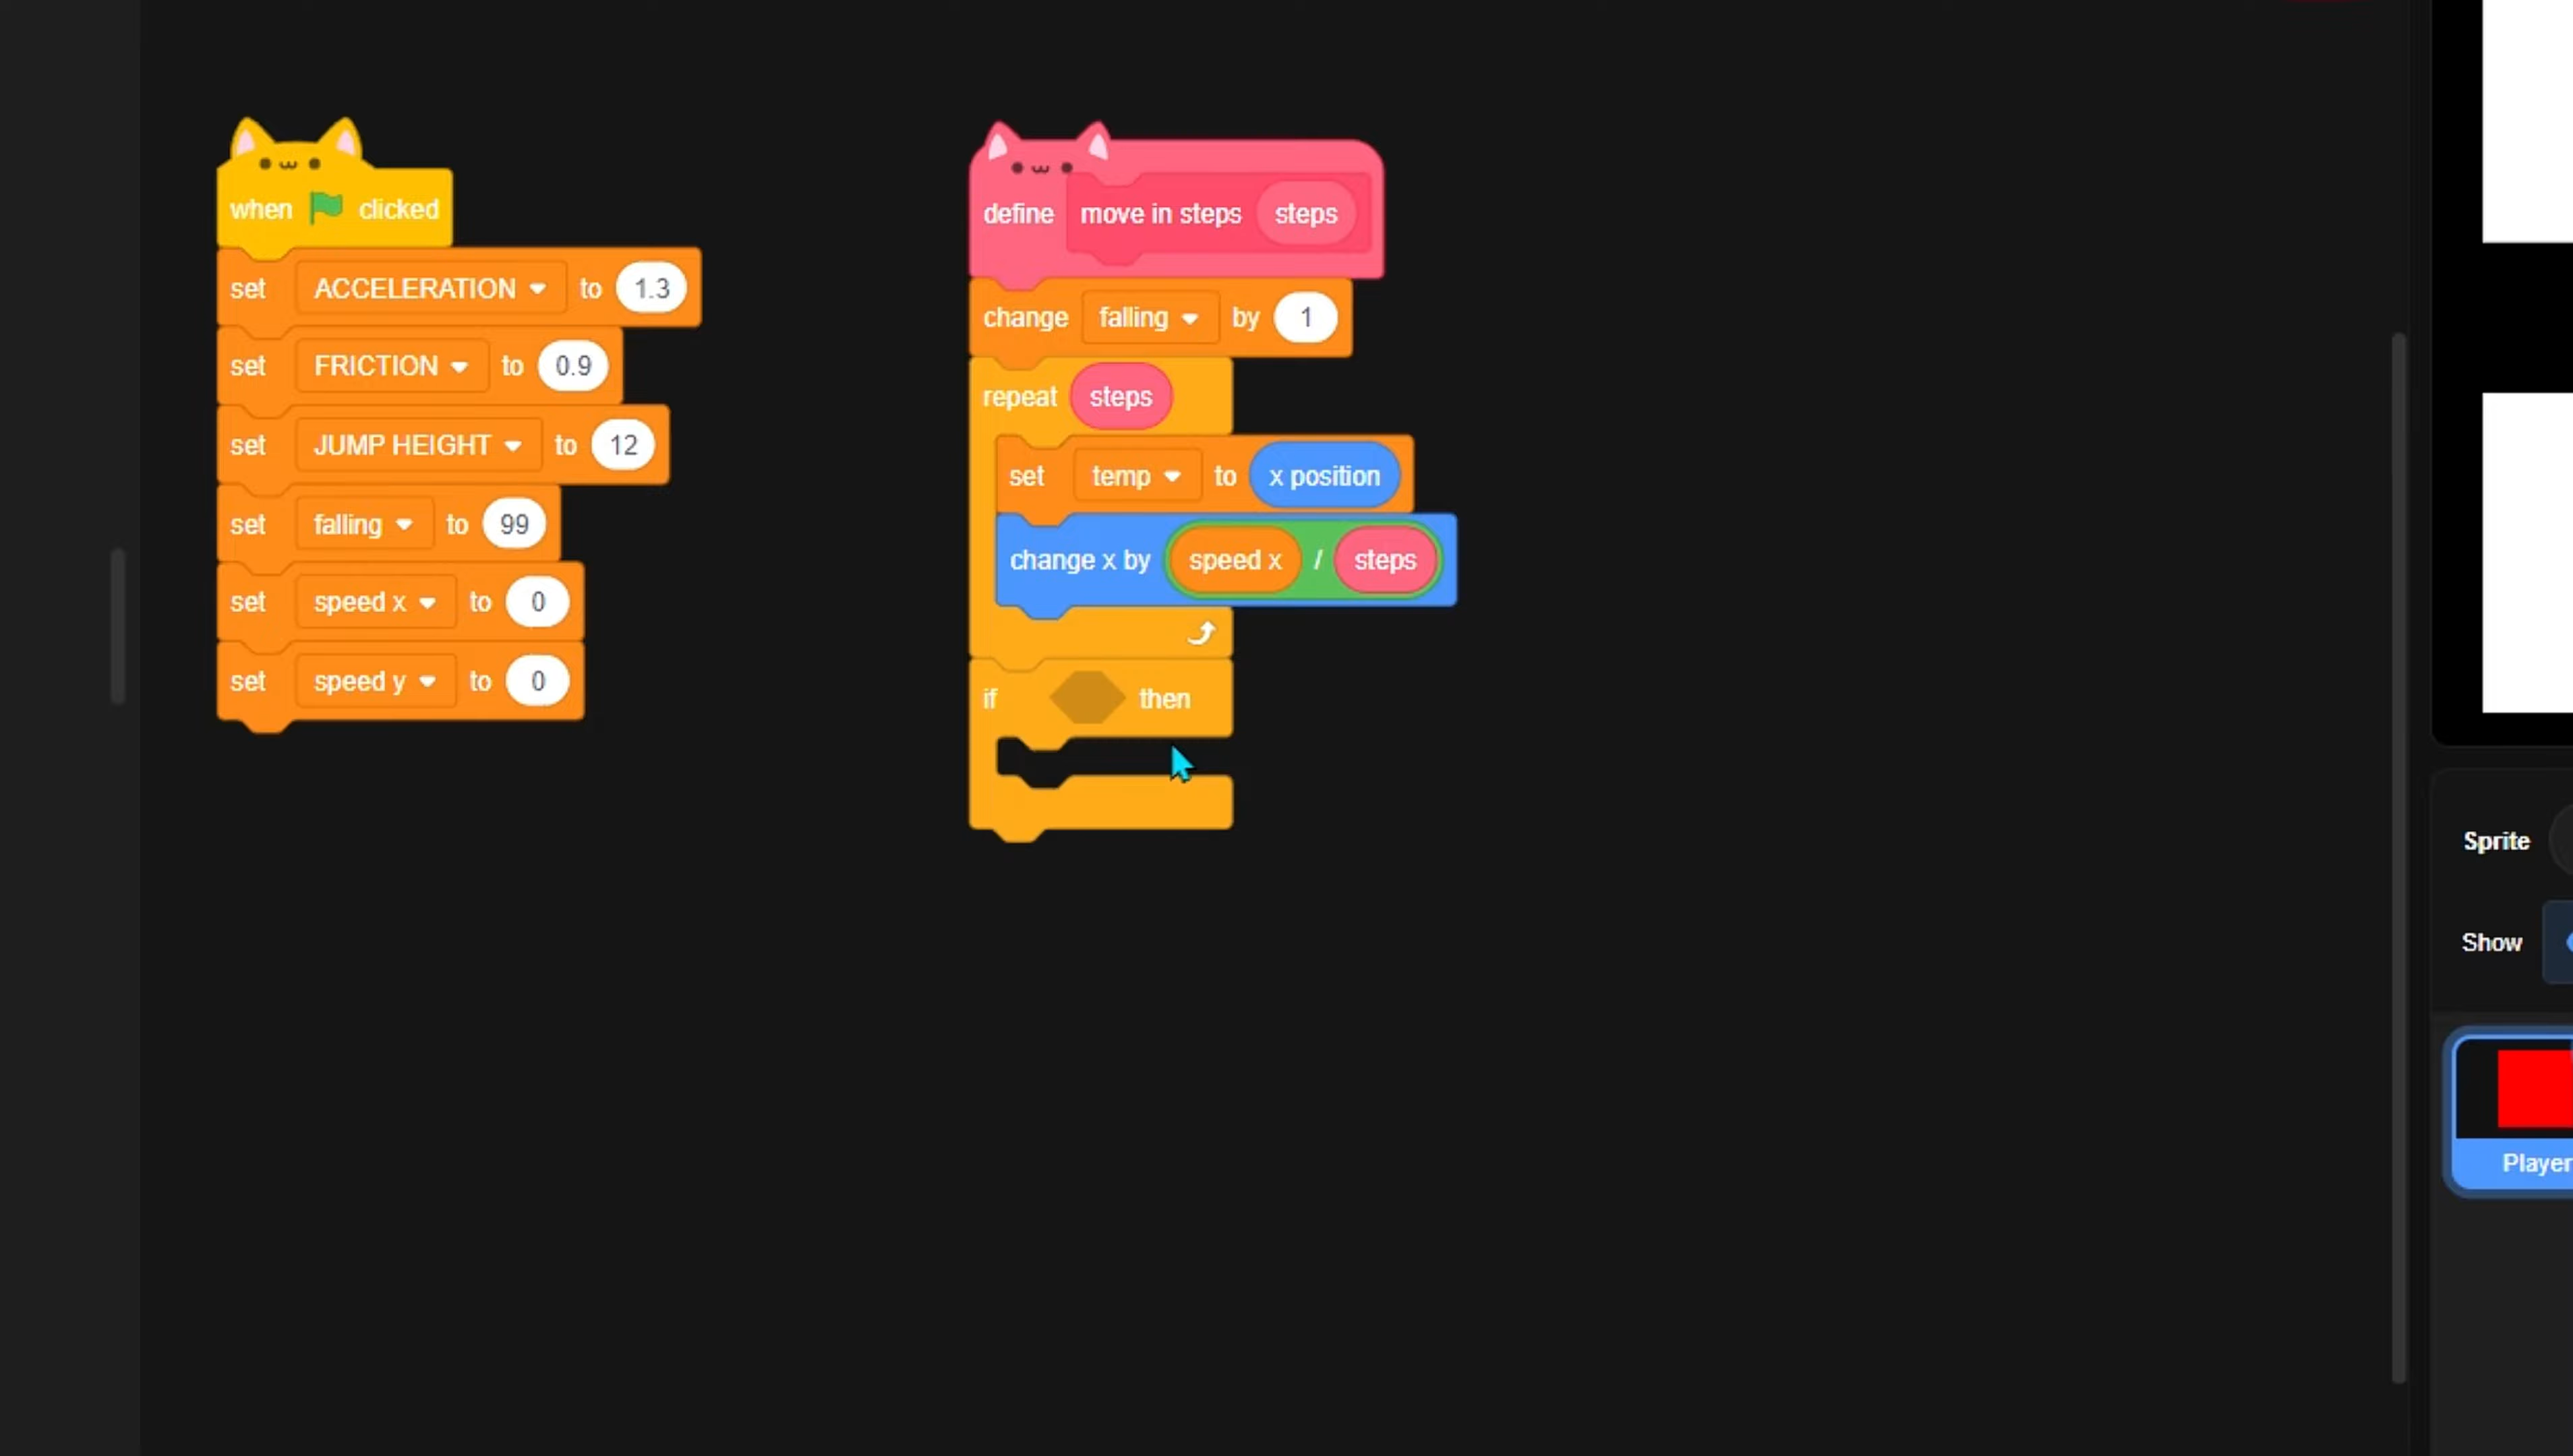 when clicked
set ACCELERATION to 1.3
set FRICTION to 0.9
set JUMP HEIGHT to 12
set falling to 99
set speed x to 0
set speed y to 0
define move in steps steps
change falling by 1
repeat steps
set temp to x position
change x by speed x / steps
if then
Sprite
Show
Player